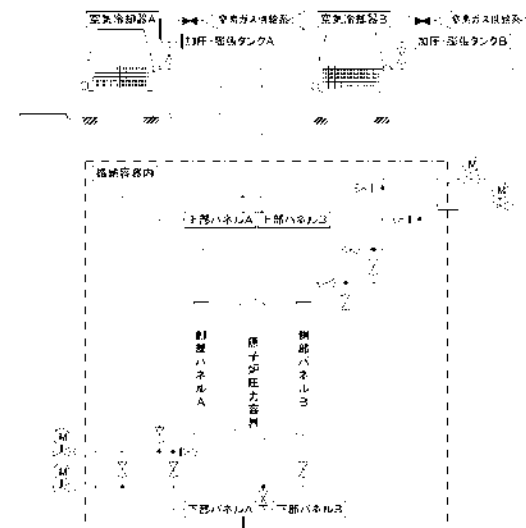 空気冷却器A
窒素ガス供給系
空気冷却器B
窒素ガス供給系
加圧・膨張タンクA
加圧・膨張タンクB
格納容器内
M
M
上部パネルA
上部パネルB
側部パネルA
原子炉圧力容器
側部パネルB
M
M
下部パネルA
下部パネルB